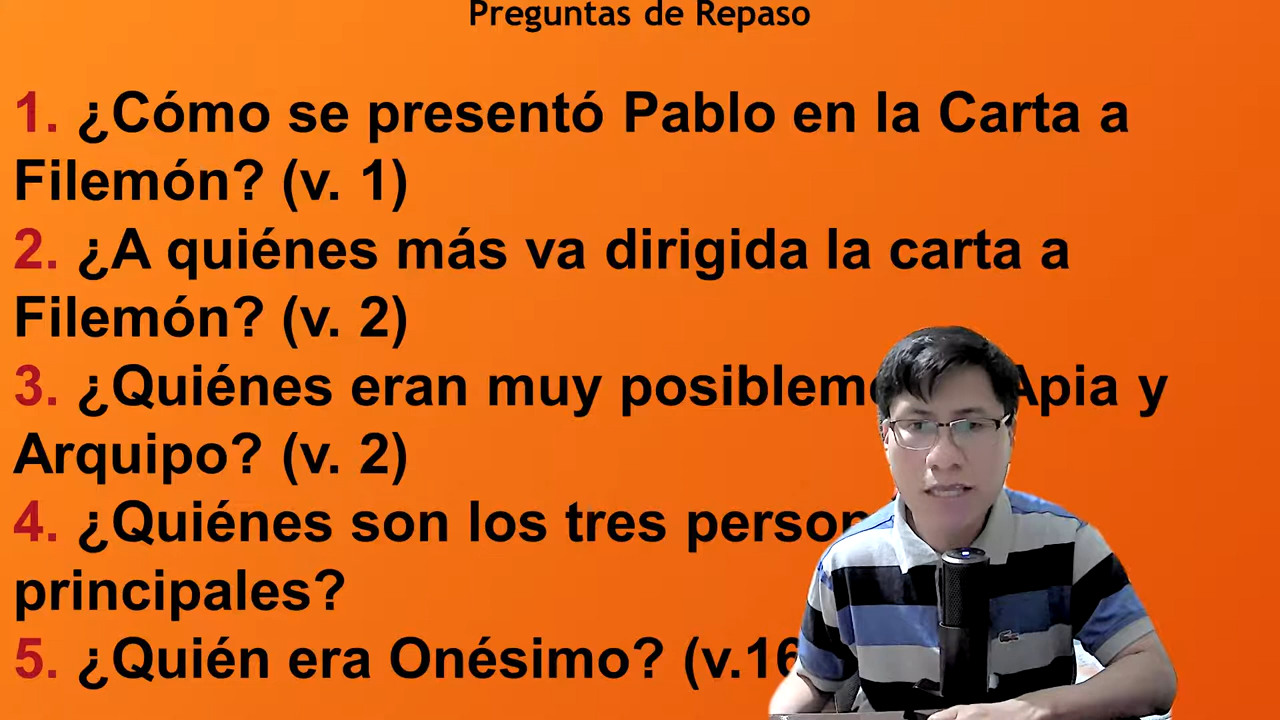 Preguntas de Repaso
1. ¿Cómo se presentó Pablo en la Carta a
Filemón? (v. 1)
2. ¿A quiénes más va dirigida la carta a
Filemón? (v. 2)
3. ¿Quiénes eran muy Apia y
Arquipo? (v. 2)
4. ¿Quiénes son los tres
principales?
5. ¿Quién era Onésimo? (v.16